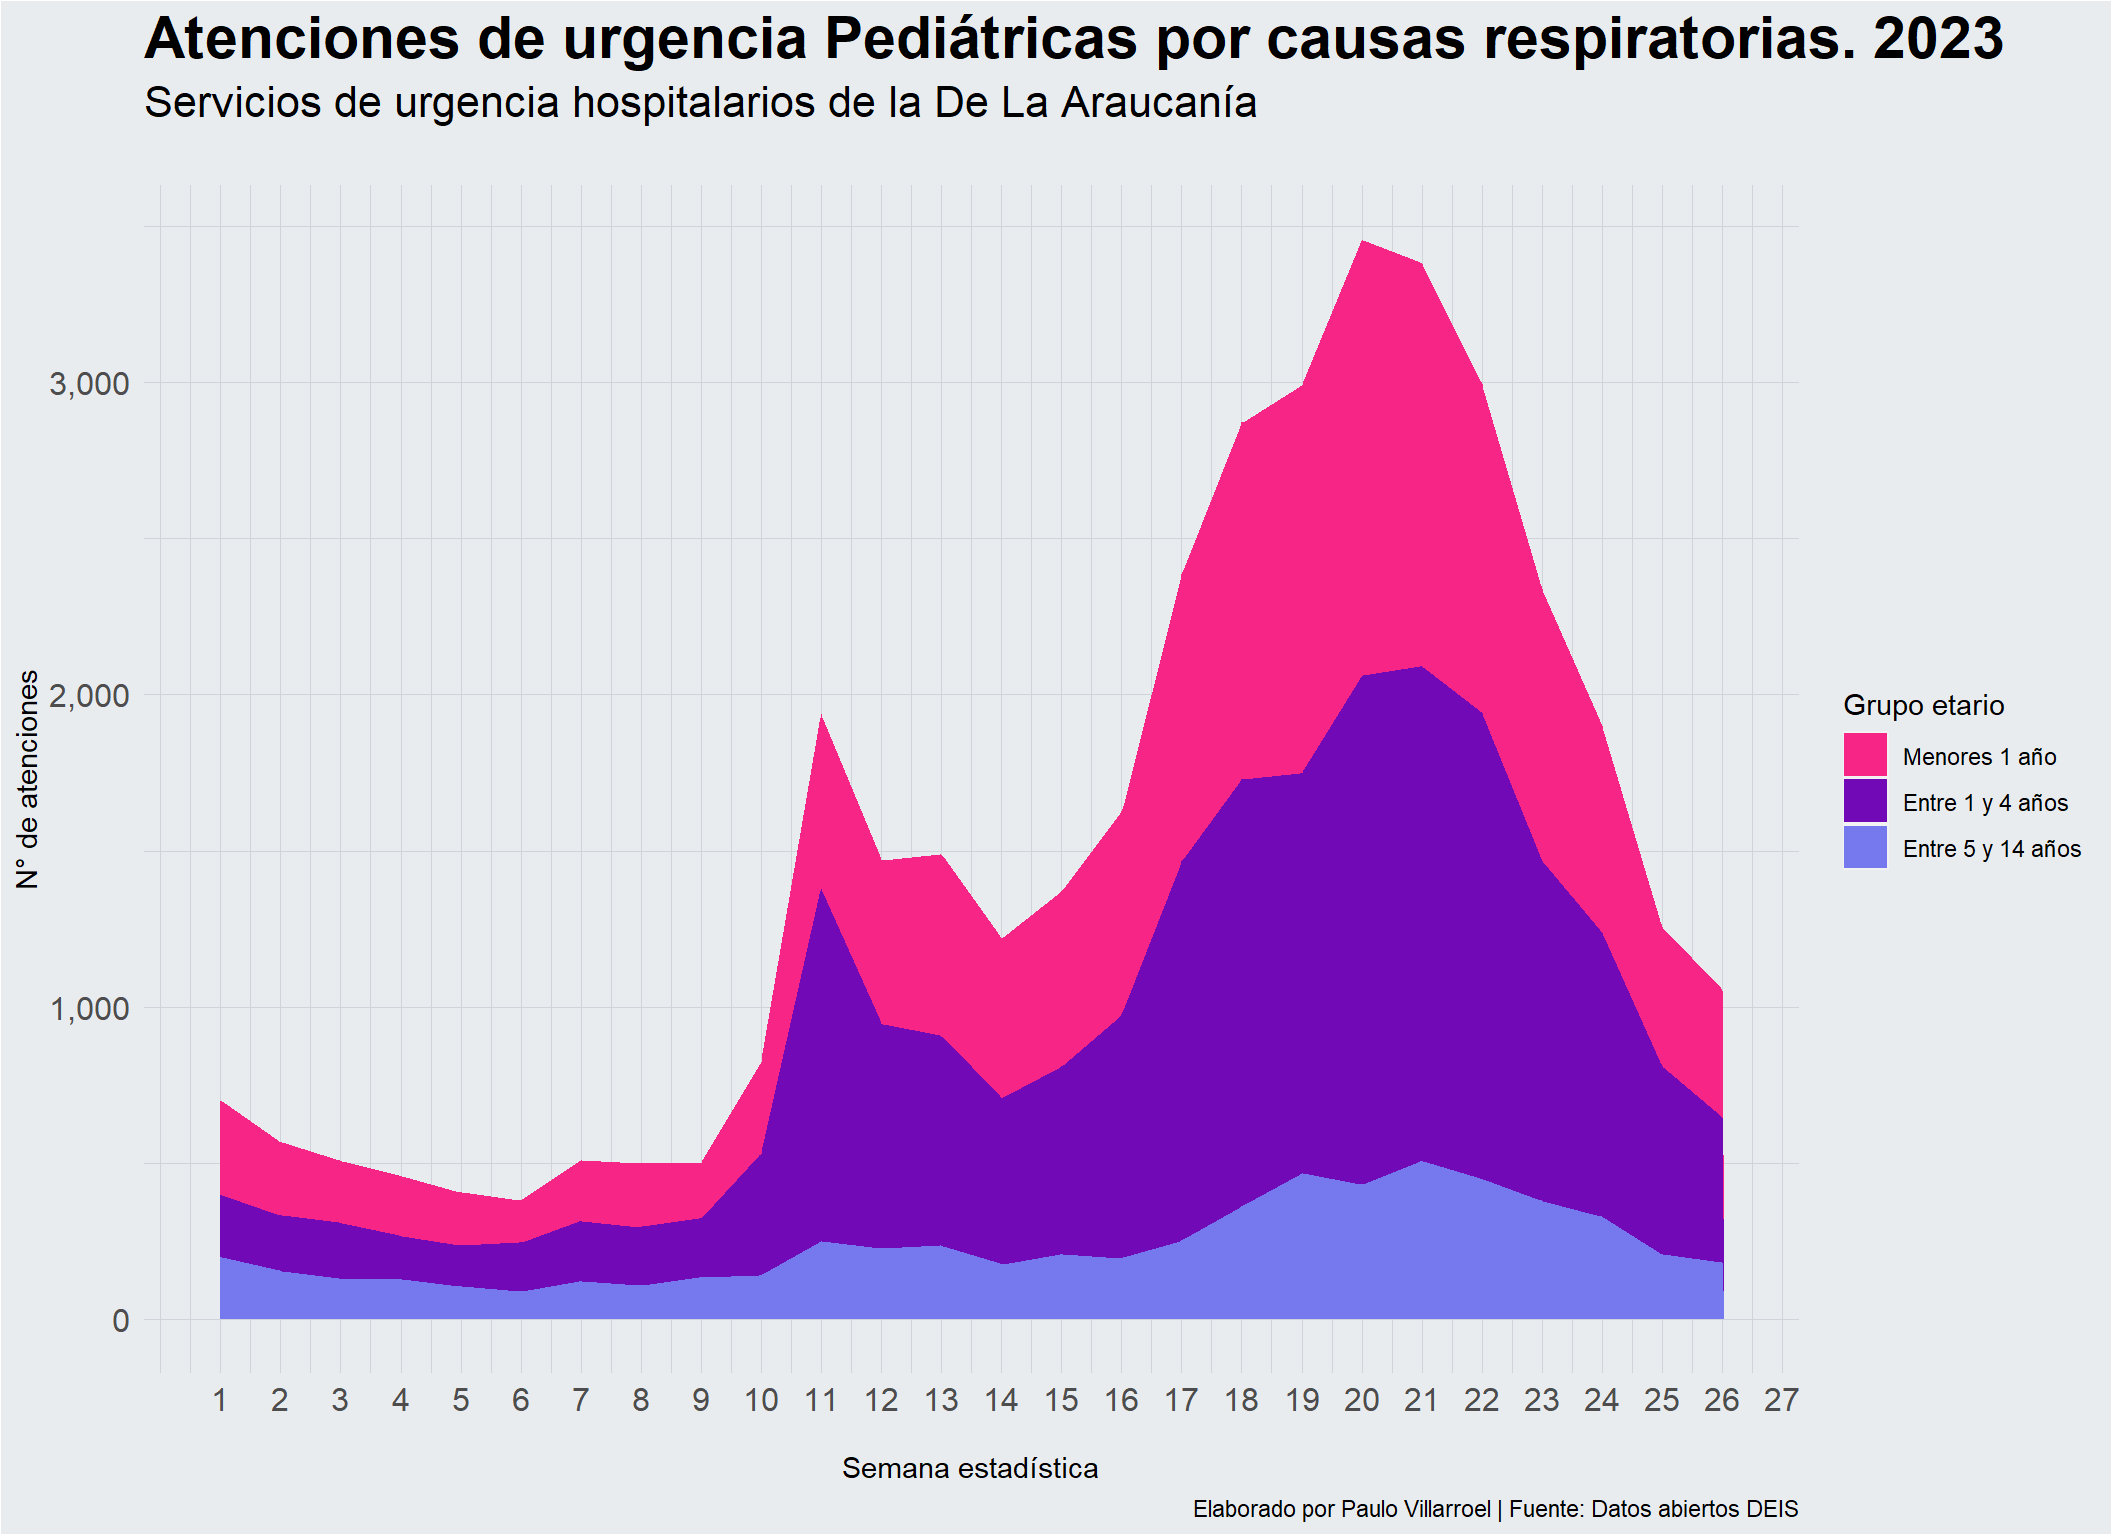 Atenciones de urgencia Pediátricas por causas respiratorias. 2023
Servicios de urgencia hospitalarios de la De La Araucanía
N° de atenciones
3,000
2,000
1,000
0
1 2 3 4 5 6 7 8 9 10 11 12 13 14 15 16 17 18 19 20 21 22 23 24 25 26 27
Semana estadística
Grupo etario
Menores 1 año
Entre 1 y 4 años
Entre 5 y 14 años
Elaborado por Paulo Villarroel | Fuente: Datos abiertos DEIS